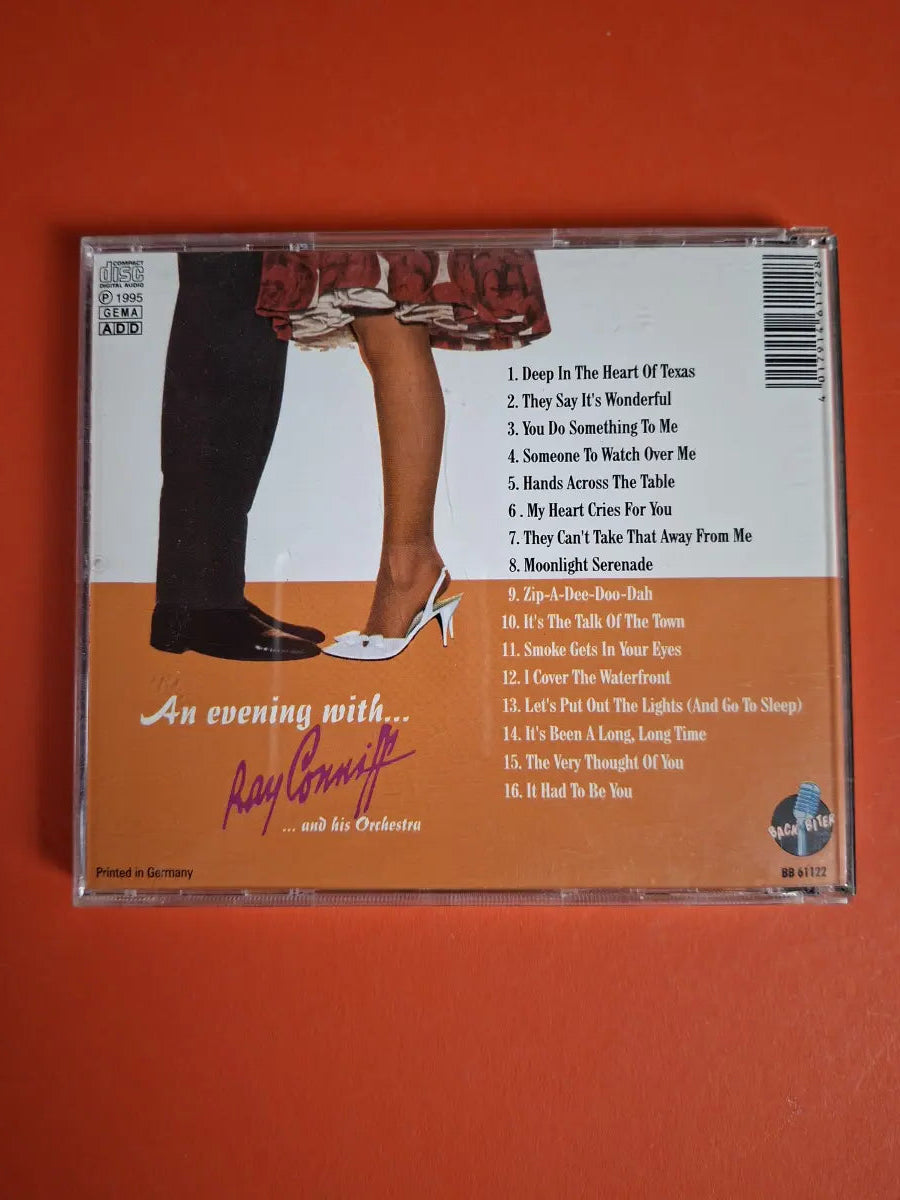 COMPACT
disc
DIGITAL AUDIO
℗ 1995
GEMA
ADD
4 017914 611228
1. Deep In The Heart Of Texas
2. They Say It's Wonderful
3. You Do Something To Me
4. Someone To Watch Over Me
5. Hands Across The Table
6 . My Heart Cries For You
7. They Can't Take That Away From Me
8. Moonlight Serenade
9. Zip-A-Dee-Doo-Dah
10. It's The Talk Of The Town
11. Smoke Gets In Your Eyes
12. I Cover The Waterfront
13. Let's Put Out The Lights (And Go To Sleep)
14. It's Been A Long, Long Time
15. The Very Thought Of You
16. It Had To Be You
An evening with...
Ray Conniff
... and his Orchestra
BACK BITER
Printed in Germany
BB 61122